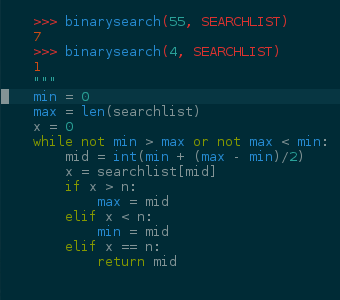 >>> binarysearch(55, SEARCHLIST)
7
>>> binarysearch(4, SEARCHLIST)
1
"""
min = 0
max = len(searchlist)
x = 0
while not min > max or not max < min:
    mid = int(min + (max - min)/2)
    x = searchlist[mid]
    if x > n:
        max = mid
    elif x < n:
        min = mid
    elif x == n:
        return mid